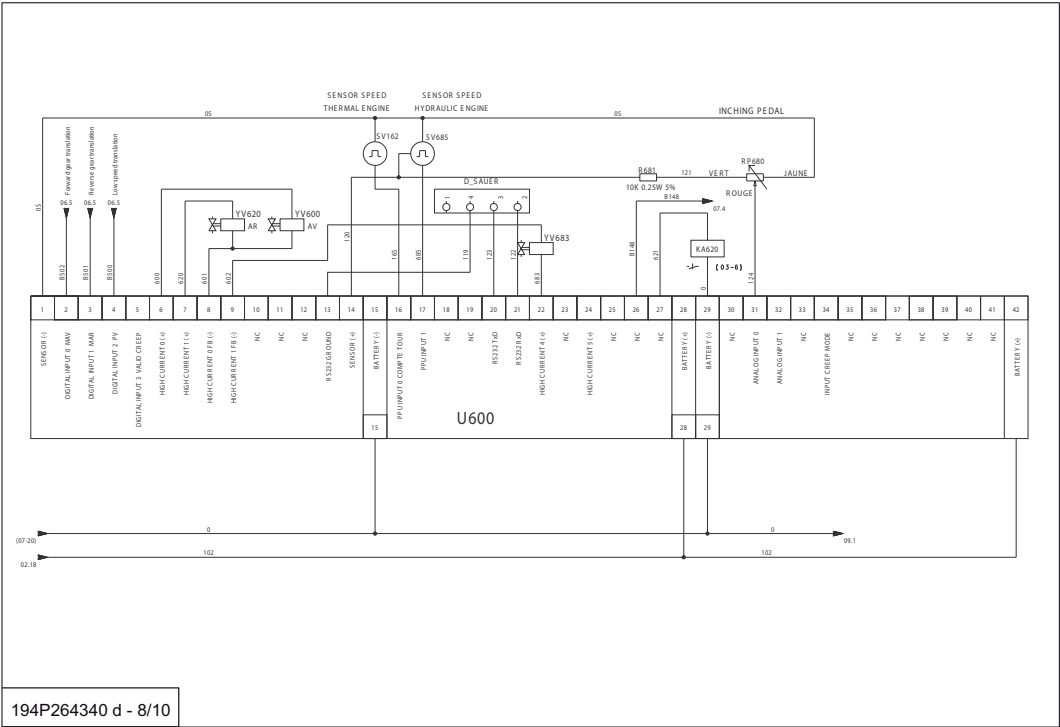 SENSOR SPEED
THERMAL ENGINE
SENSOR SPEED
HYDRAULIC ENGINE
INCHING PEDAL
05
05
SV162
SV685
RP680
R681
121
VERT
JAUNE
10K 0.25W 5%
ROUGE
D_SAUER
1
4
3
2
B148
07.4
Forward gear translation
Reverse gear translation
Low speed translation
06.5
06.5
06.5
YV620
AR
YV600
AV
YV683
KA620
(03-6)
05
B502
B501
B500
600
620
601
602
120
165
685
119
123
122
683
B148
621
0
124
1
2
3
4
5
6
7
8
9
10
11
12
13
14
15
16
17
18
19
20
21
22
23
24
25
26
27
28
29
30
31
32
33
34
35
36
37
38
39
40
41
42
SENSOR (-)
DIGITAL INPUT 0 MAV
DIGITAL INPUT 1 MAR
DIGITAL INPUT 2 PV
DIGITAL INPUT 3 VALID CREEP
HIGH CURRENT 0 (+)
HIGH CURRENT 1 (+)
HIGH CURRENT 0 FB (-)
HIGH CURRENT 1 FB (-)
NC
NC
NC
RS232 GROUND
SENSOR (+)
BATTERY (-)
PPU INPUT 0 COMPTE TOUR
PPU INPUT 1
NC
NC
RS232 TxD
RS232 RxD
HIGH CURRENT 4 (+)
NC
HIGH CURRENT 5 (+)
NC
NC
NC
BATTERY (+)
BATTERY (-)
NC
ANALOG INPUT 0
ANALOG INPUT 1
NC
INPUT CREEP MODE
NC
NC
NC
NC
NC
NC
NC
BATTERY (+)
U600
15
28
29
0
0
(07-20)
09.1
102
102
02.18
194P264340 d - 8/10